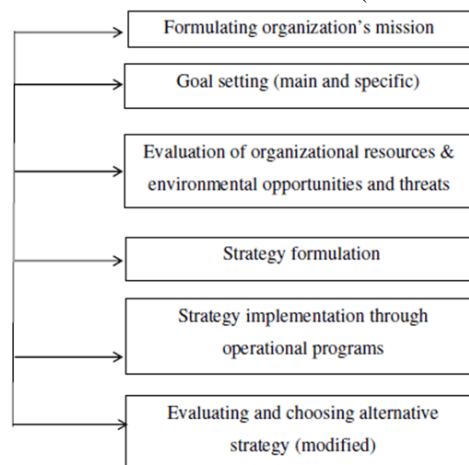 Formulating organization's mission
Goal setting (main and specific)
Evaluation of organizational resources &
environmental opportunities and threats
Strategy formulation
Strategy implementation through
operational programs
Evaluating and choosing alternative
strategy (modified)